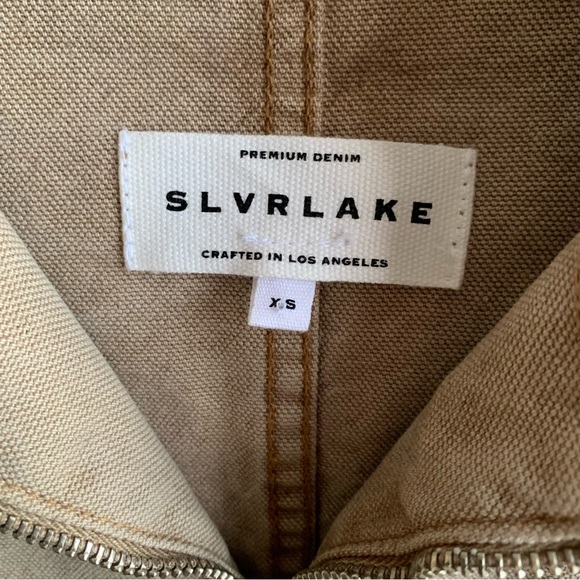 PREMIUM DENIM
SLVRLAKE
CRAFTED IN LOS ANGELES
XS